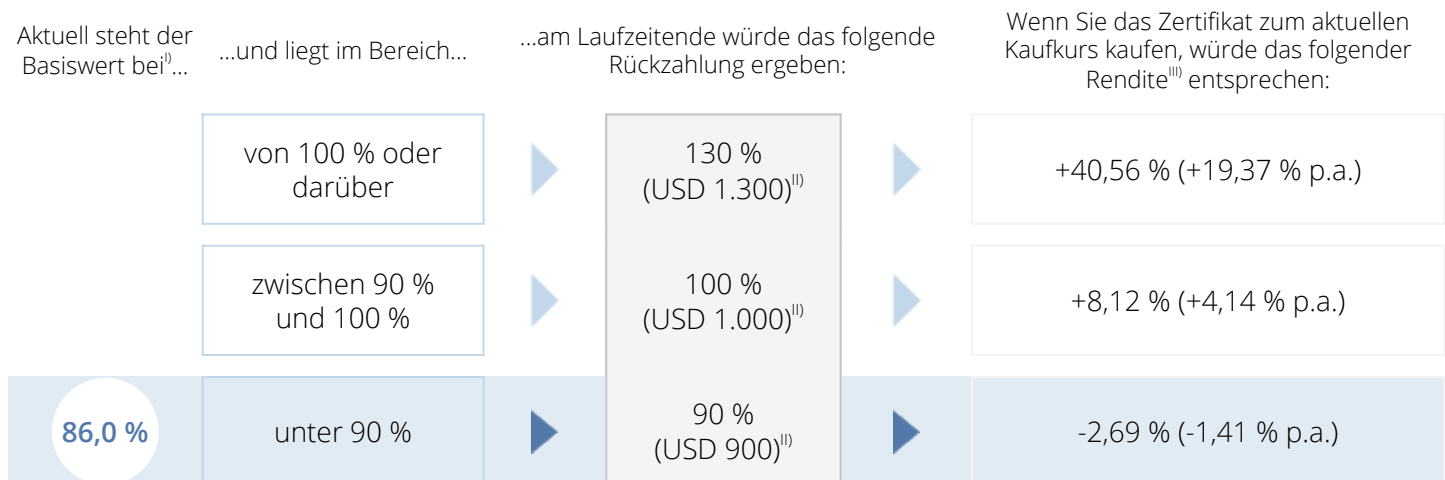 Aktuell steht der
Basiswert beiI)...
...und liegt im Bereich...
...am Laufzeitende würde das folgende
Rückzahlung ergeben:
Wenn Sie das Zertifikat zum aktuellen
Kaufkurs kaufen, würde das folgender
RenditeIII) entsprechen:
von 100 % oder
darüber
130 %
(USD 1.300)II)
+40,56 % (+19,37 % p.a.)
zwischen 90 %
und 100 %
100 %
(USD 1.000)II)
+8,12 % (+4,14 % p.a.)
86,0 %
unter 90 %
90 %
(USD 900)II)
-2,69 % (-1,41 % p.a.)